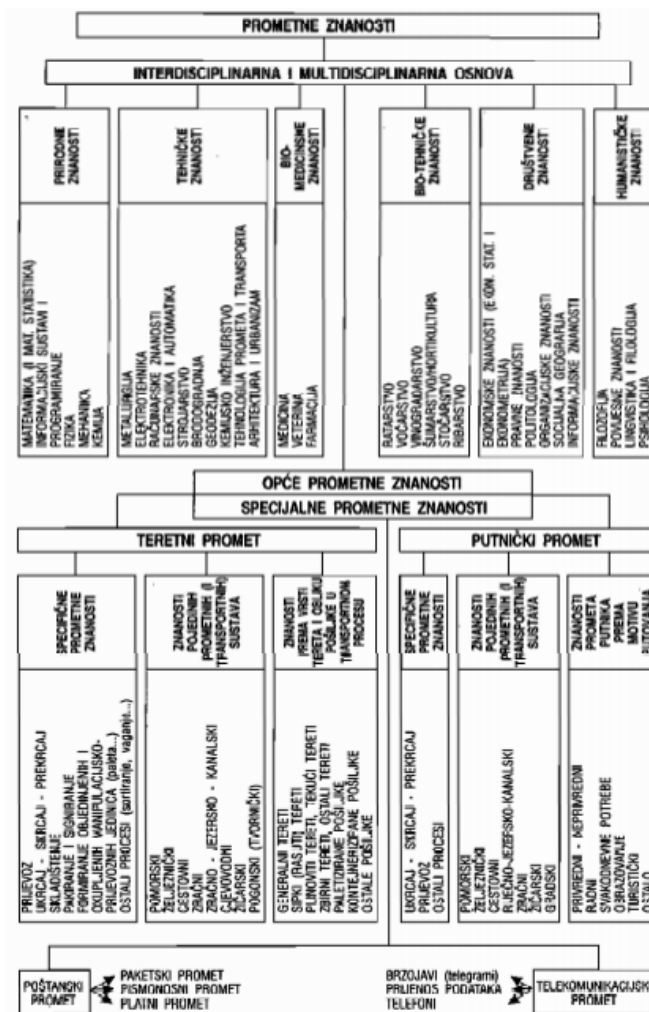 PROMETNE ZNANOSTI
INTERDISCIPLINARNA I MULTIDISCIPLINARNA OSNOVA
PRIRODNE
ZNANOSTI
MATEMATIKA (I MAT. STATISTIKA)
INFORMACIJSKI SUSTAVI I
PROGRAMIRANJE
FIZIKA
MEHANIKA
KEMIJA
TEHNIČKE
ZNANOSTI
METALURGIJA
ELEKTROTEHNIKA
RAČUNARSKE ZNANOSTI
ELEKTRONIKA I AUTOMATIKA
STROJARSTVO
BRODOGRADNJA
GEODEZIJA
KEMIJSKO INŽENJERSTVO
TEHNOLOGIJA PROMETA I TRANSPORTA
ARHITEKTURA I URBANIZAM
BIO-
MEDICINSKE
ZNANOSTI
MEDICINA
VETERINA
FARMACIJA
BIO-TEHNIČKE
ZNANOSTI
RATARSTVO
VOĆARSTVO
VINOGRADARSTVO
ŠUMARSTVO/HORTIKULTURA
STOČARSTVO
RIBARSTVO
DRUŠTVENE
ZNANOSTI
EKONOMSKE ZNANOSTI (EKON. STAT. I
EKONOMETRIJA)
PRAVNE ZNANOSTI
POLITOLOGIJA
ORGANIZACIJSKE ZNANOSTI
SOCIJALNA GEOGRAFIJA
INFORMACIJSKE ZNANOSTI
HUMANISTIČKE
ZNANOSTI
FILOZOFIJA
POVIJESNE ZNANOSTI
LINGVISTIKA I FILOLOGIJA
PSIHOLOGIJA
OPĆE PROMETNE ZNANOSTI
SPECIJALNE PROMETNE ZNANOSTI
TERETNI PROMET
PUTNIČKI PROMET
SPECIFIČNE
PROMETNE
ZNANOSTI
PRIJEVOZ
UKRCAJ - ISKRCAJ - PREKRCAJ
SKLADIŠTENJE
PAKIRANJE I SIGNIRANJE
FORMIRANJE OBJEDINJENIH I
OKUPLJENIH MANIPULACIJSKO-
PRIJEVOZNIH JEDINICA (paleta...)
OSTALI PROCESI (sortiranje, vaganje...)
ZNANOSTI
POJEDINIH
PROMETNIH (I
TRANSPORTNIH)
SUSTAVA
POMORSKI
ŽELJEZNIČKI
CESTOVNI
ZRAČNI
ZRAČNO - JEZERSKO - KANALSKI
CJEVOVODNI
ŽIČARSKI
POGONSKI (TVORNIČKI)
ZNANOSTI
PREMA VRSTI
TERETA I OBLIKU
POŠILJKE U
TRANSPORTNOM
PROCESU
GENERALNI TERETI
SIPKI (RASUTI) TERETI
PLINOVITI TERETI, TEKUĆI TERETI
ZBIRNI TERETI, OSTALI TERETI
PALETIZIRANE POŠILJKE
KONTEJNERIZIRANE POŠILJKE
OSTALE POŠILJKE
SPECIFIČNE
PROMETNE
ZNANOSTI
UKRCAJ - ISKRCAJ - PREKRCAJ
PRIJEVOZ
OSTALI PROCESI
ZNANOSTI
POJEDINIH
PROMETNIH (I
TRANSPORTNIH)
SUSTAVA
POMORSKI
ŽELJEZNIČKI
CESTOVNI
RIJEČNO-JEZERSKO-KANALSKI
ZRAČNI
ŽIČARSKI
GRADSKI
ZNANOSTI
PROMETA
PUTNIKA
PREMA
MOTIVU
PUTOVANJA
PRIVREDNI - NEPRIVREDNI
RADNI
SVAKODNEVNE POTREBE
OBRAZOVANJE
TURISTIČKI
OSTALO
POŠTANSKI
PROMET
PAKETSKI PROMET
PISMONOSNI PROMET
PLATNI PROMET
BRZOJAVI (telegrami)
PRIJENOS PODATAKA
TELEFONI
TELEKOMUNIKACIJSKI
PROMET